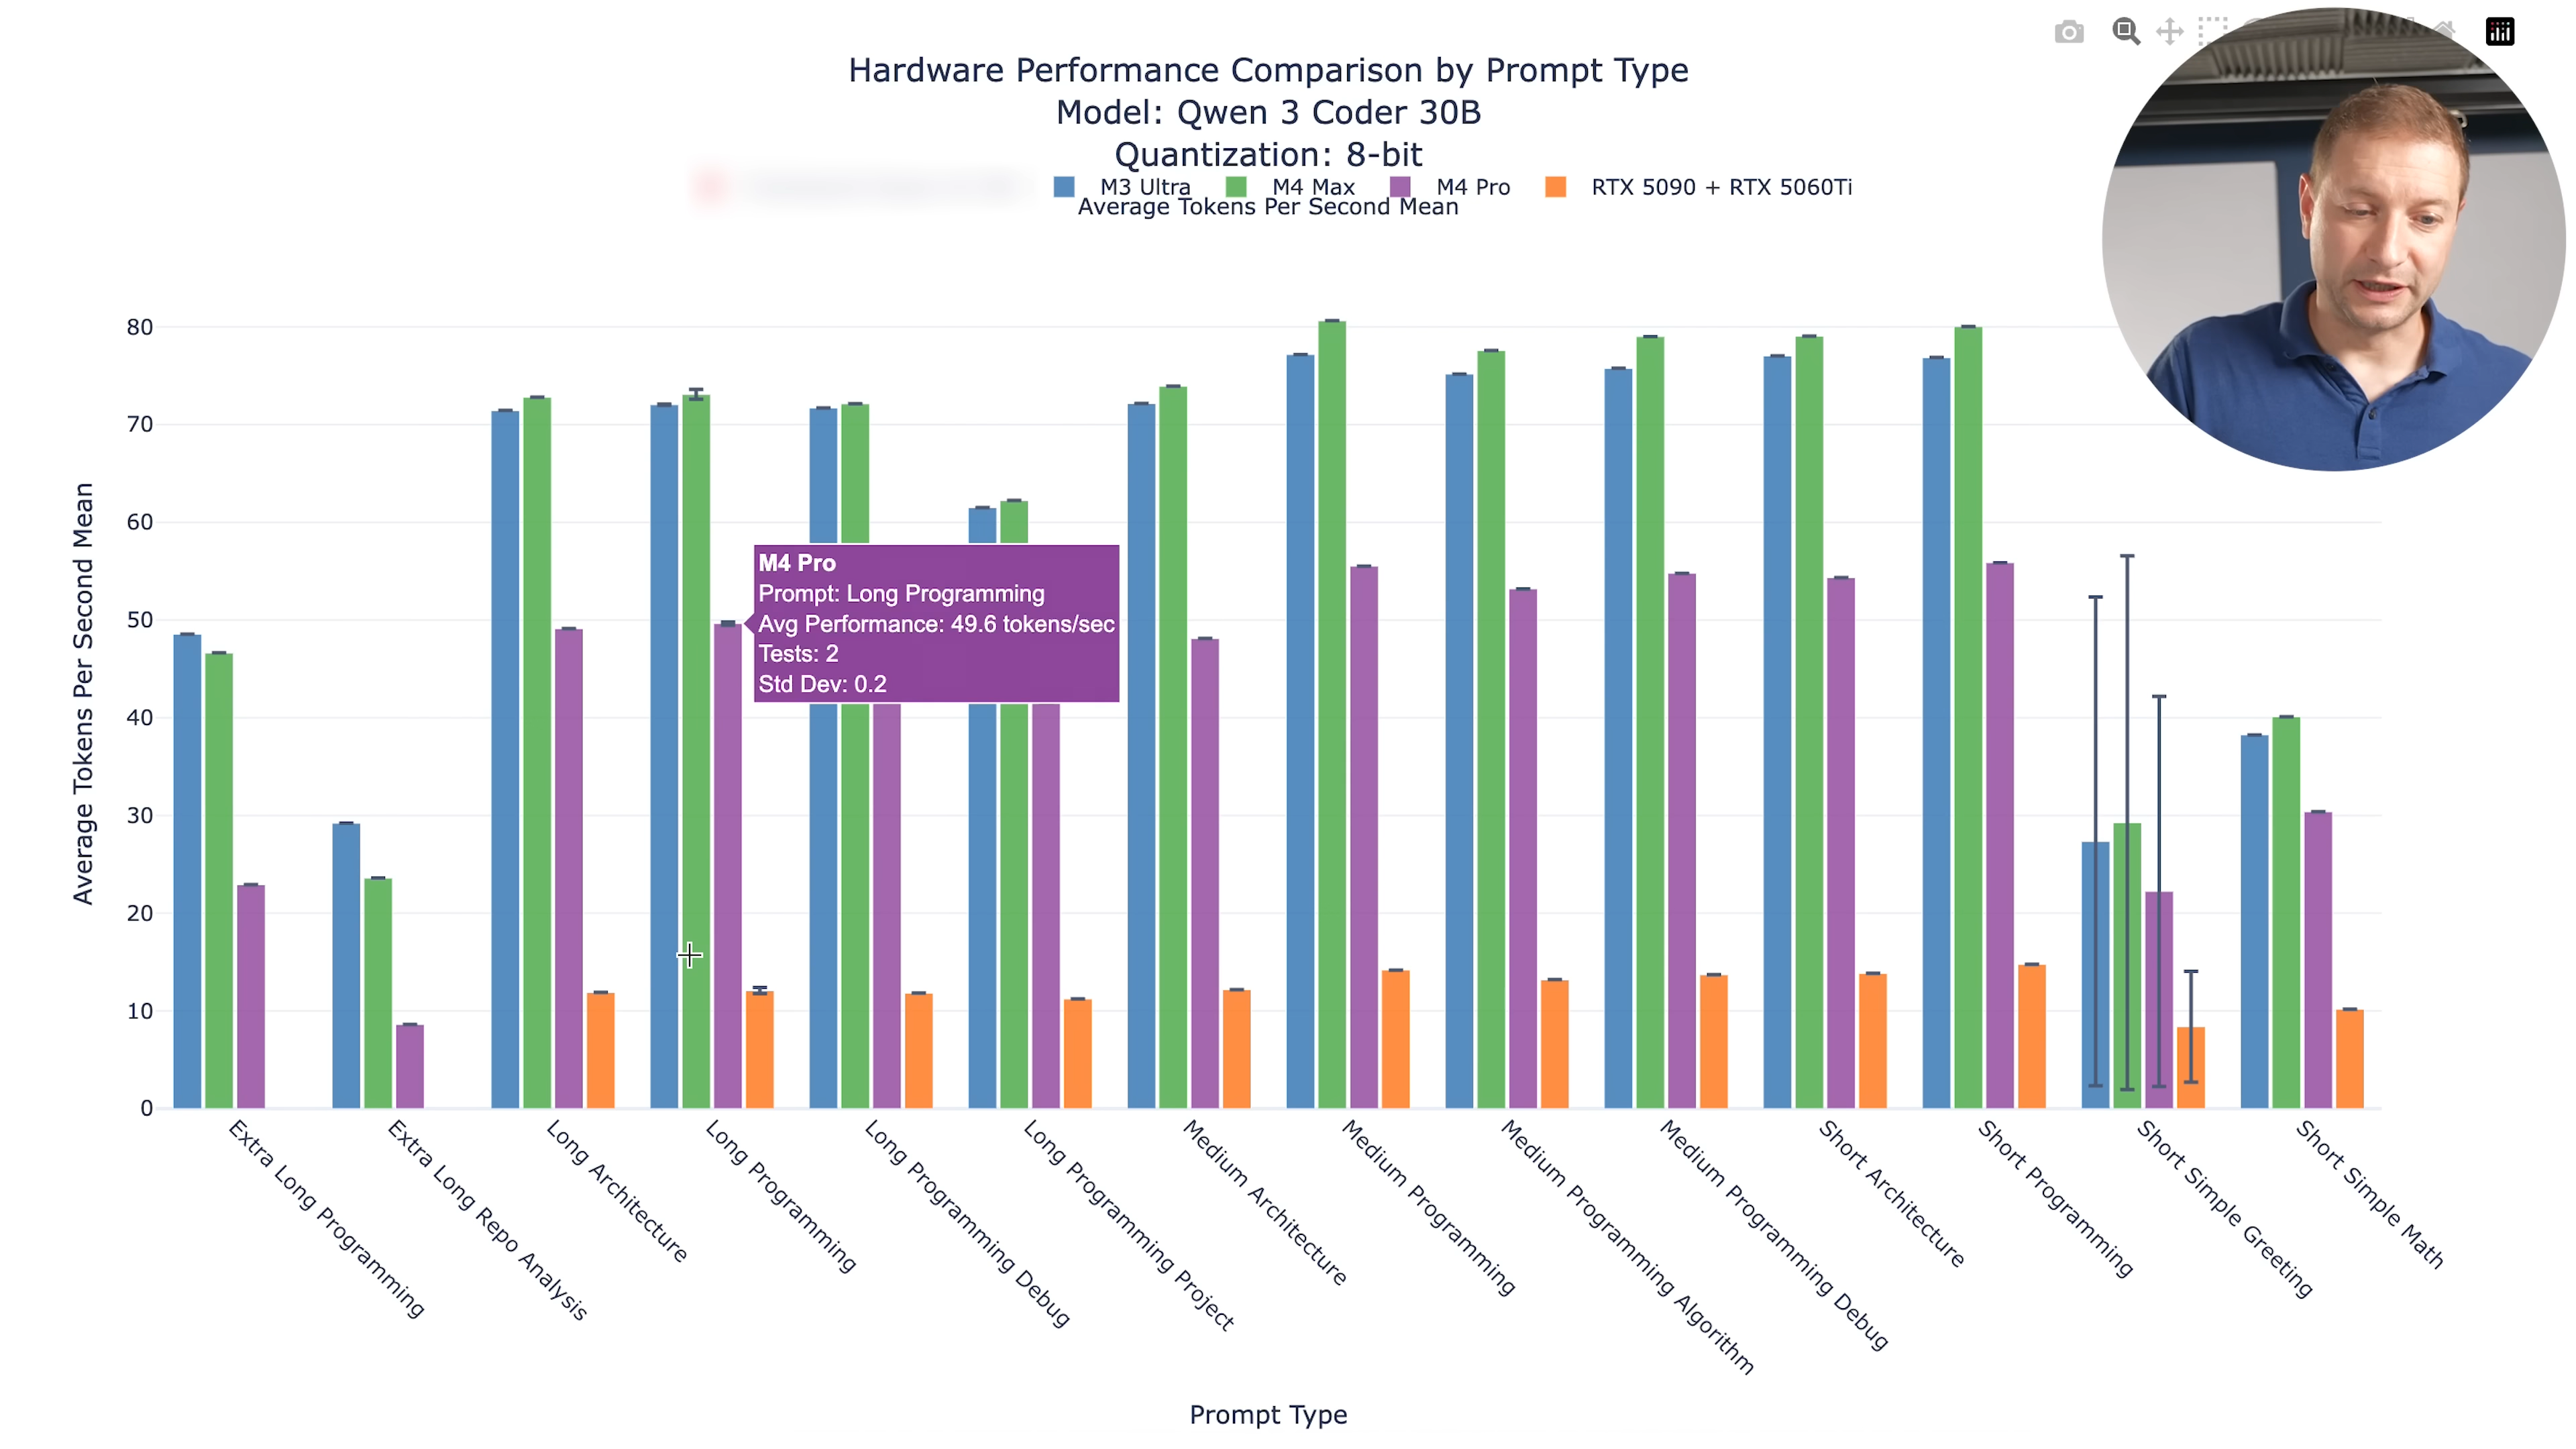 Hardware Performance Comparison by Prompt Type
Model: Qwen 3 Coder 30B
Quantization: 8-bit
M3 Ultra
M4 Max
M4 Pro
RTX 5090 + RTX 5060Ti
Average Tokens Per Second Mean
Average Tokens Per Second Mean
80
70
60
50
40
30
20
10
0
M4 Pro
Prompt: Long Programming
Avg Performance: 49.6 tokens/sec
Tests: 2
Std Dev: 0.2
Extra Long Programming
Extra Long Repo Analysis
Long Architecture
Long Programming
Long Programming Debug
Long Programming Project
Medium Architecture
Medium Programming
Medium Programming Algorithm
Medium Programming Debug
Short Architecture
Short Programming
Short Simple Greeting
Short Simple Math
Prompt Type